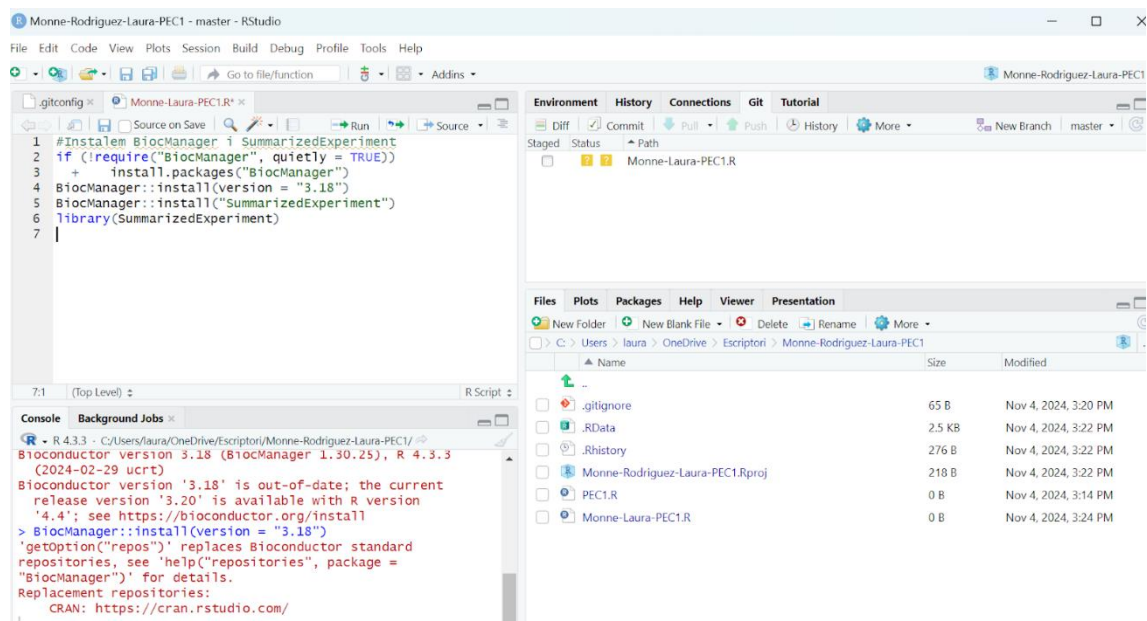 Monne-Rodriguez-Laura-PEC1 - master - RStudio
File Edit Code View Plots Session Build Debug Profile Tools Help
Go to file/function Addins Monne-Rodriguez-Laura-PEC1
.gitconfig Monne-Laura-PEC1.R*
Source on Save Run Source
1 #Instalem BiocManager i SummarizedExperiment
2 if (!require("BiocManager", quietly = TRUE))
3 + install.packages("BiocManager")
4 BiocManager::install(version = "3.18")
5 BiocManager::install("SummarizedExperiment")
6 library(SummarizedExperiment)
7
7:1 (Top Level) R Script
Console Background Jobs
R 4.3.3 · C:/Users/laura/OneDrive/Escriptori/Monne-Rodriguez-Laura-PEC1/
Bioconductor version 3.18 (BiocManager 1.30.25), R 4.3.3
(2024-02-29 ucrt)
Bioconductor version '3.18' is out-of-date; the current
release version '3.20' is available with R version
'4.4'; see https://bioconductor.org/install
> BiocManager::install(version = "3.18")
'getOption("repos")' replaces Bioconductor standard
repositories, see 'help("repositories", package =
"BiocManager")' for details.
Replacement repositories:
CRAN: https://cran.rstudio.com/
Environment History Connections Git Tutorial
Diff Commit Pull Push History More New Branch master
Staged Status Path
? ? Monne-Laura-PEC1.R
Files Plots Packages Help Viewer Presentation
New Folder New Blank File Delete Rename More
C: > Users > laura > OneDrive > Escriptori > Monne-Rodriguez-Laura-PEC1
Name Size Modified
..
.gitignore 65 B Nov 4, 2024, 3:20 PM
.RData 2.5 KB Nov 4, 2024, 3:22 PM
.Rhistory 276 B Nov 4, 2024, 3:22 PM
Monne-Rodriguez-Laura-PEC1.Rproj 218 B Nov 4, 2024, 3:22 PM
PEC1.R 0 B Nov 4, 2024, 3:14 PM
Monne-Laura-PEC1.R 0 B Nov 4, 2024, 3:24 PM